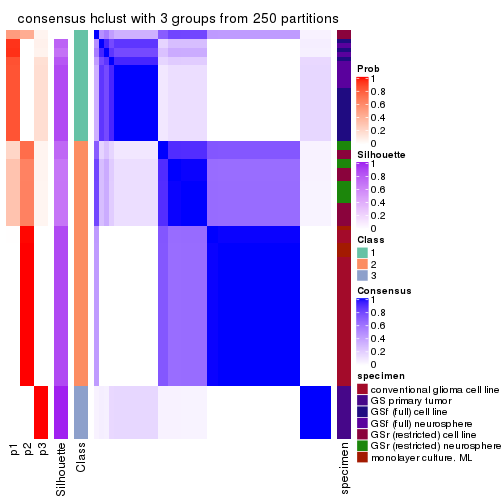 consensus hclust with 3 groups from 250 partitions
Prob
1
0.8
0.6
0.4
0.2
0
Silhouette
1
0.8
0.6
0.4
0.2
0
Class
1
2
3
Consensus
1
0.8
0.6
0.4
0.2
0
specimen
conventional glioma cell line
GS primary tumor
GSf (full) cell line
GSf (full) neurosphere
GSr (restricted) cell line
GSr (restricted) neurosphere
monolayer culture. ML
p1
p2
p3
Silhouette
Class
specimen